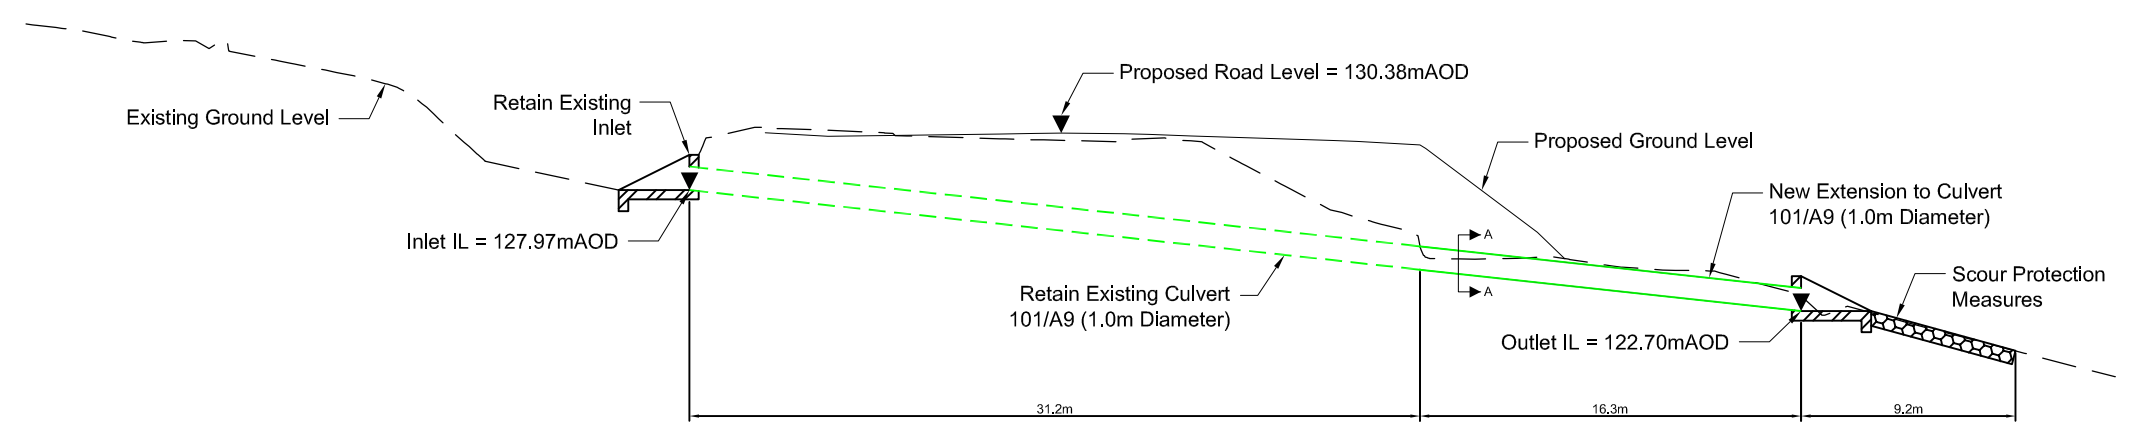 Proposed Road Level = 130.38mAOD
Retain Existing
Inlet
Existing Ground Level
Proposed Ground Level
New Extension to Culvert
101/A9 (1.0m Diameter)
Inlet IL = 127.97mAOD
A
A
Scour Protection
Measures
Retain Existing Culvert
101/A9 (1.0m Diameter)
Outlet IL = 122.70mAOD
31.2m
16.3m
9.2m